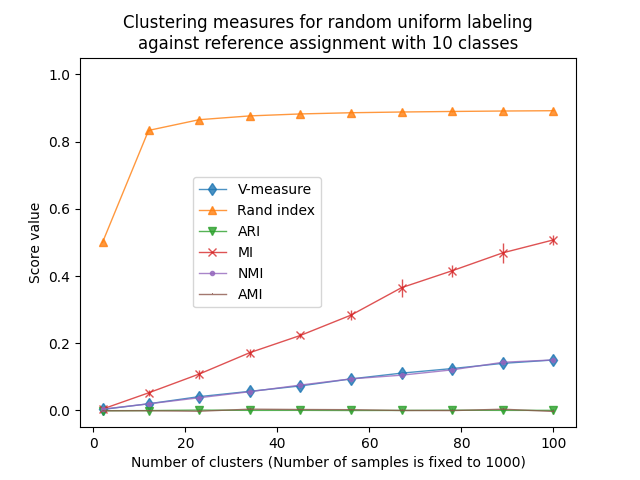 Clustering measures for random uniform labeling
against reference assignment with 10 classes
1.0
0.8
0.6
0.4
0.2
0.0
Score value
V-measure
Rand index
ARI
MI
NMI
AMI
0 20 40 60 80 100
Number of clusters (Number of samples is fixed to 1000)